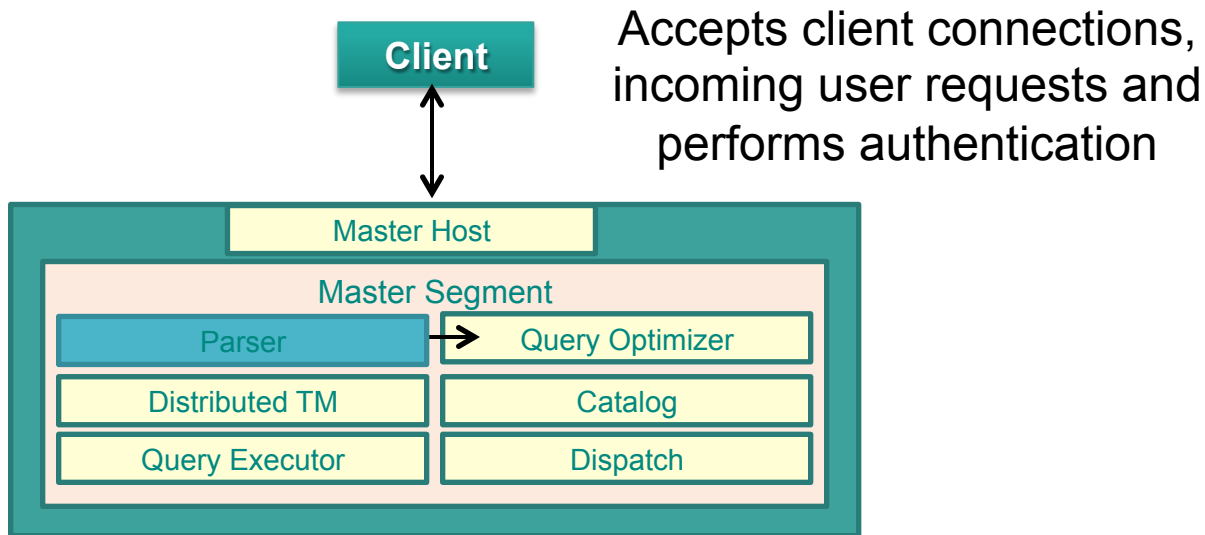 Client
Accepts client connections,
incoming user requests and
performs authentication
Master Host
Master Segment
Parser
Query Optimizer
Distributed TM
Catalog
Query Executor
Dispatch